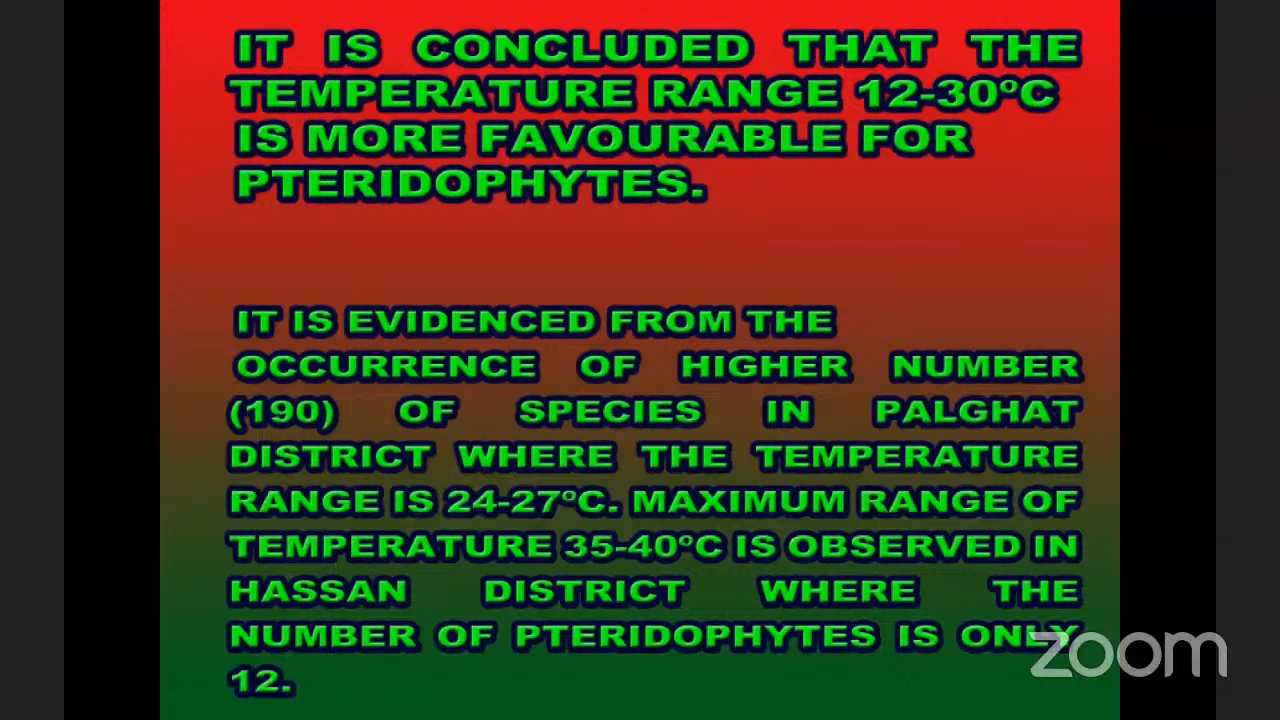 IT IS CONCLUDED THAT THE
TEMPERATURE RANGE 12-30°C
IS MORE FAVOURABLE FOR
PTERIDOPHYTES.
IT IS EVIDENCED FROM THE
OCCURRENCE OF HIGHER NUMBER
(190) OF SPECIES IN PALGHAT
DISTRICT WHERE THE TEMPERATURE
RANGE IS 24-27°C. MAXIMUM RANGE OF
TEMPERATURE 35-40°C IS OBSERVED IN
HASSAN DISTRICT WHERE THE
NUMBER OF PTERIDOPHYTES IS ONLY
12.
zoom